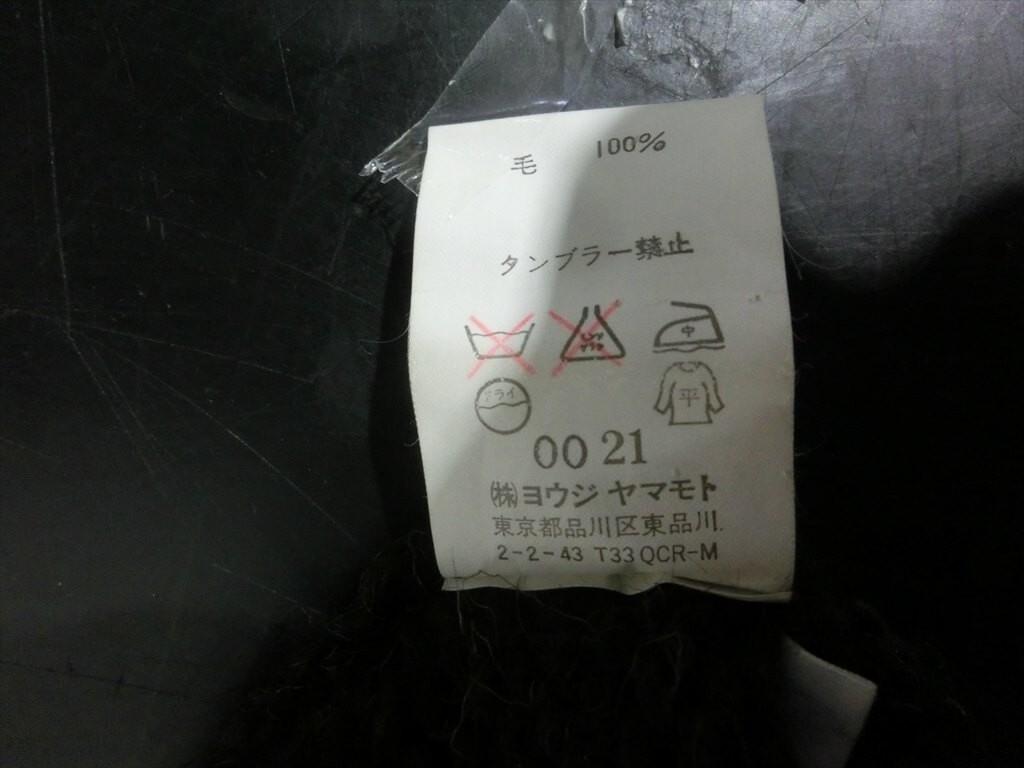 毛 100%
タンブラー禁止
中
ドライ 平
00 21
㈱ヨウジ ヤマモト
東京都品川区東品川
2-2-43 T33 QCR-M